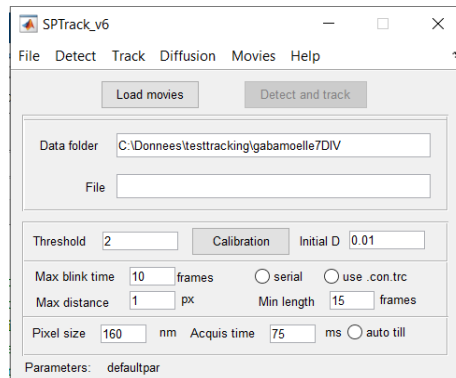 SPTrack_v6
File Detect Track Diffusion Movies Help
Load movies Detect and track
Data folder C:\Donnees\testtracking\gabamoelle7DIV
File
Threshold 2 Calibration Initial D 0.01
Max blink time 10 frames serial use .con.trc
Max distance 1 px Min length 15 frames
Pixel size 160 nm Acquis time 75 ms auto till
Parameters: defaultpar